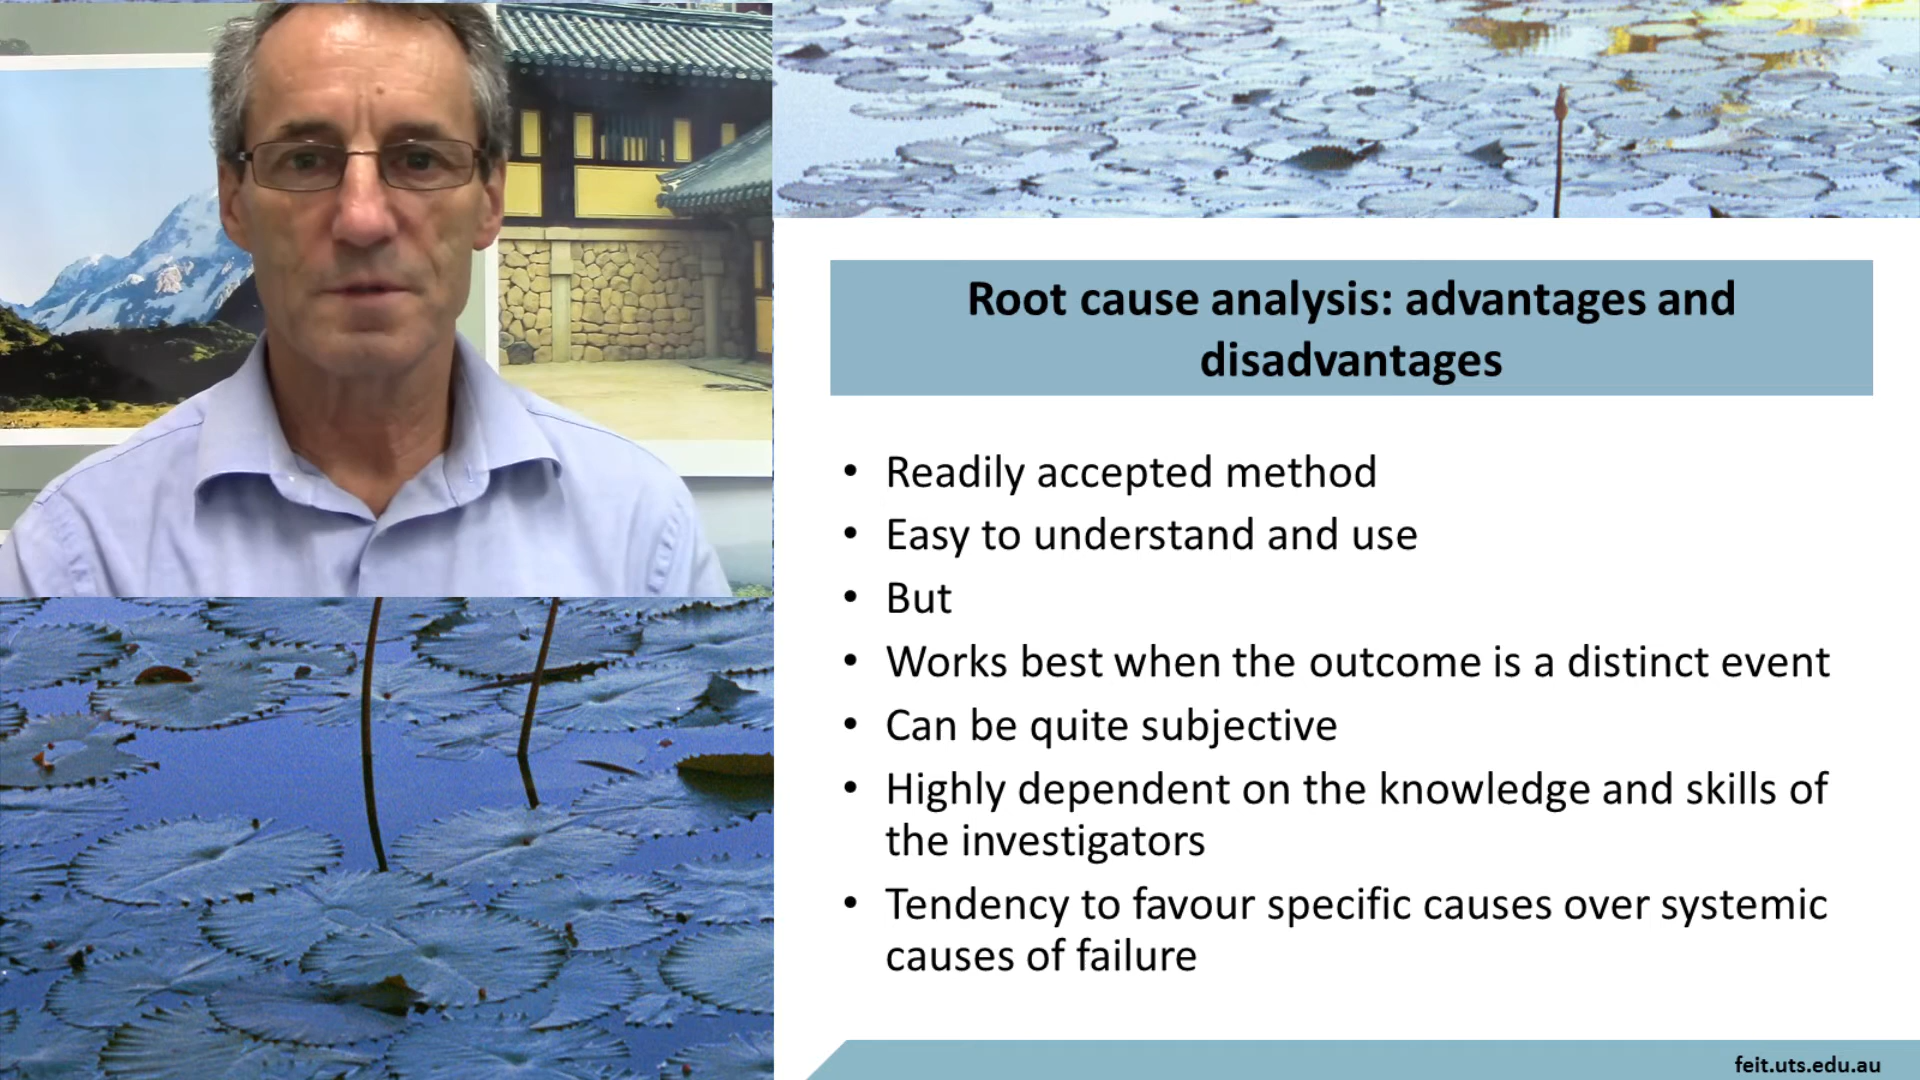 Root cause analysis: advantages and
disadvantages
• Readily accepted method
• Easy to understand and use
• But
• Works best when the outcome is a distinct event
• Can be quite subjective
• Highly dependent on the knowledge and skills of
the investigators
• Tendency to favour specific causes over systemic
causes of failure
feit.uts.edu.au